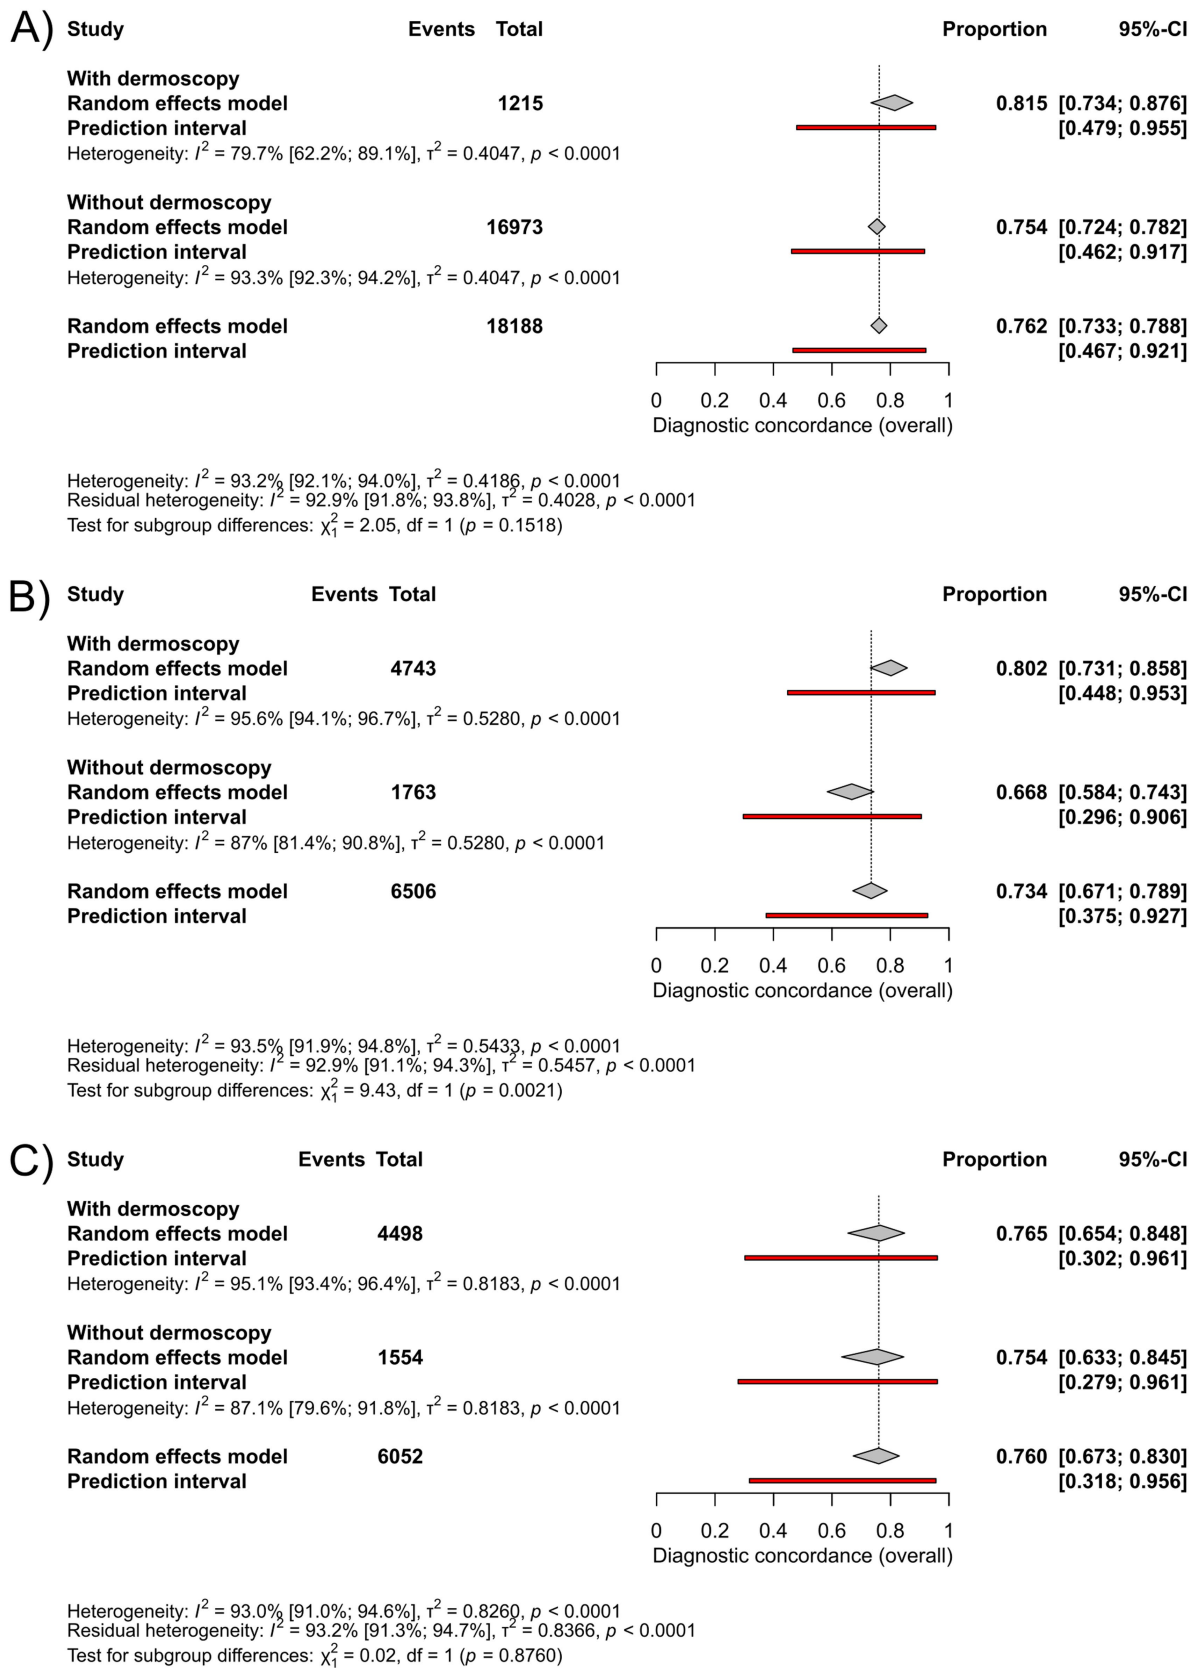 A) Study Events Total Proportion 95%-CI
With dermoscopy
Random effects model 1215 0.815 [0.734; 0.876]
Prediction interval [0.479; 0.955]
Heterogeneity: I² = 79.7% [62.2%; 89.1%], τ² = 0.4047, p < 0.0001
Without dermoscopy
Random effects model 16973 0.754 [0.724; 0.782]
Prediction interval [0.462; 0.917]
Heterogeneity: I² = 93.3% [92.3%; 94.2%], τ² = 0.4047, p < 0.0001
Random effects model 18188 0.762 [0.733; 0.788]
Prediction interval [0.467; 0.921]
0 0.2 0.4 0.6 0.8 1
Diagnostic concordance (overall)
Heterogeneity: I² = 93.2% [92.1%; 94.0%], τ² = 0.4186, p < 0.0001
Residual heterogeneity: I² = 92.9% [91.8%; 93.8%], τ² = 0.4028, p < 0.0001
Test for subgroup differences: χ²₁ = 2.05, df = 1 (p = 0.1518)
B) Study Events Total Proportion 95%-CI
With dermoscopy
Random effects model 4743 0.802 [0.731; 0.858]
Prediction interval [0.448; 0.953]
Heterogeneity: I² = 95.6% [94.1%; 96.7%], τ² = 0.5280, p < 0.0001
Without dermoscopy
Random effects model 1763 0.668 [0.584; 0.743]
Prediction interval [0.296; 0.906]
Heterogeneity: I² = 87% [81.4%; 90.8%], τ² = 0.5280, p < 0.0001
Random effects model 6506 0.734 [0.671; 0.789]
Prediction interval [0.375; 0.927]
0 0.2 0.4 0.6 0.8 1
Diagnostic concordance (overall)
Heterogeneity: I² = 93.5% [91.9%; 94.8%], τ² = 0.5433, p < 0.0001
Residual heterogeneity: I² = 92.9% [91.1%; 94.3%], τ² = 0.5457, p < 0.0001
Test for subgroup differences: χ²₁ = 9.43, df = 1 (p = 0.0021)
C) Study Events Total Proportion 95%-CI
With dermoscopy
Random effects model 4498 0.765 [0.654; 0.848]
Prediction interval [0.302; 0.961]
Heterogeneity: I² = 95.1% [93.4%; 96.4%], τ² = 0.8183, p < 0.0001
Without dermoscopy
Random effects model 1554 0.754 [0.633; 0.845]
Prediction interval [0.279; 0.961]
Heterogeneity: I² = 87.1% [79.6%; 91.8%], τ² = 0.8183, p < 0.0001
Random effects model 6052 0.760 [0.673; 0.830]
Prediction interval [0.318; 0.956]
0 0.2 0.4 0.6 0.8 1
Diagnostic concordance (overall)
Heterogeneity: I² = 93.0% [91.0%; 94.6%], τ² = 0.8260, p < 0.0001
Residual heterogeneity: I² = 93.2% [91.3%; 94.7%], τ² = 0.8366, p < 0.0001
Test for subgroup differences: χ²₁ = 0.02, df = 1 (p = 0.8760)